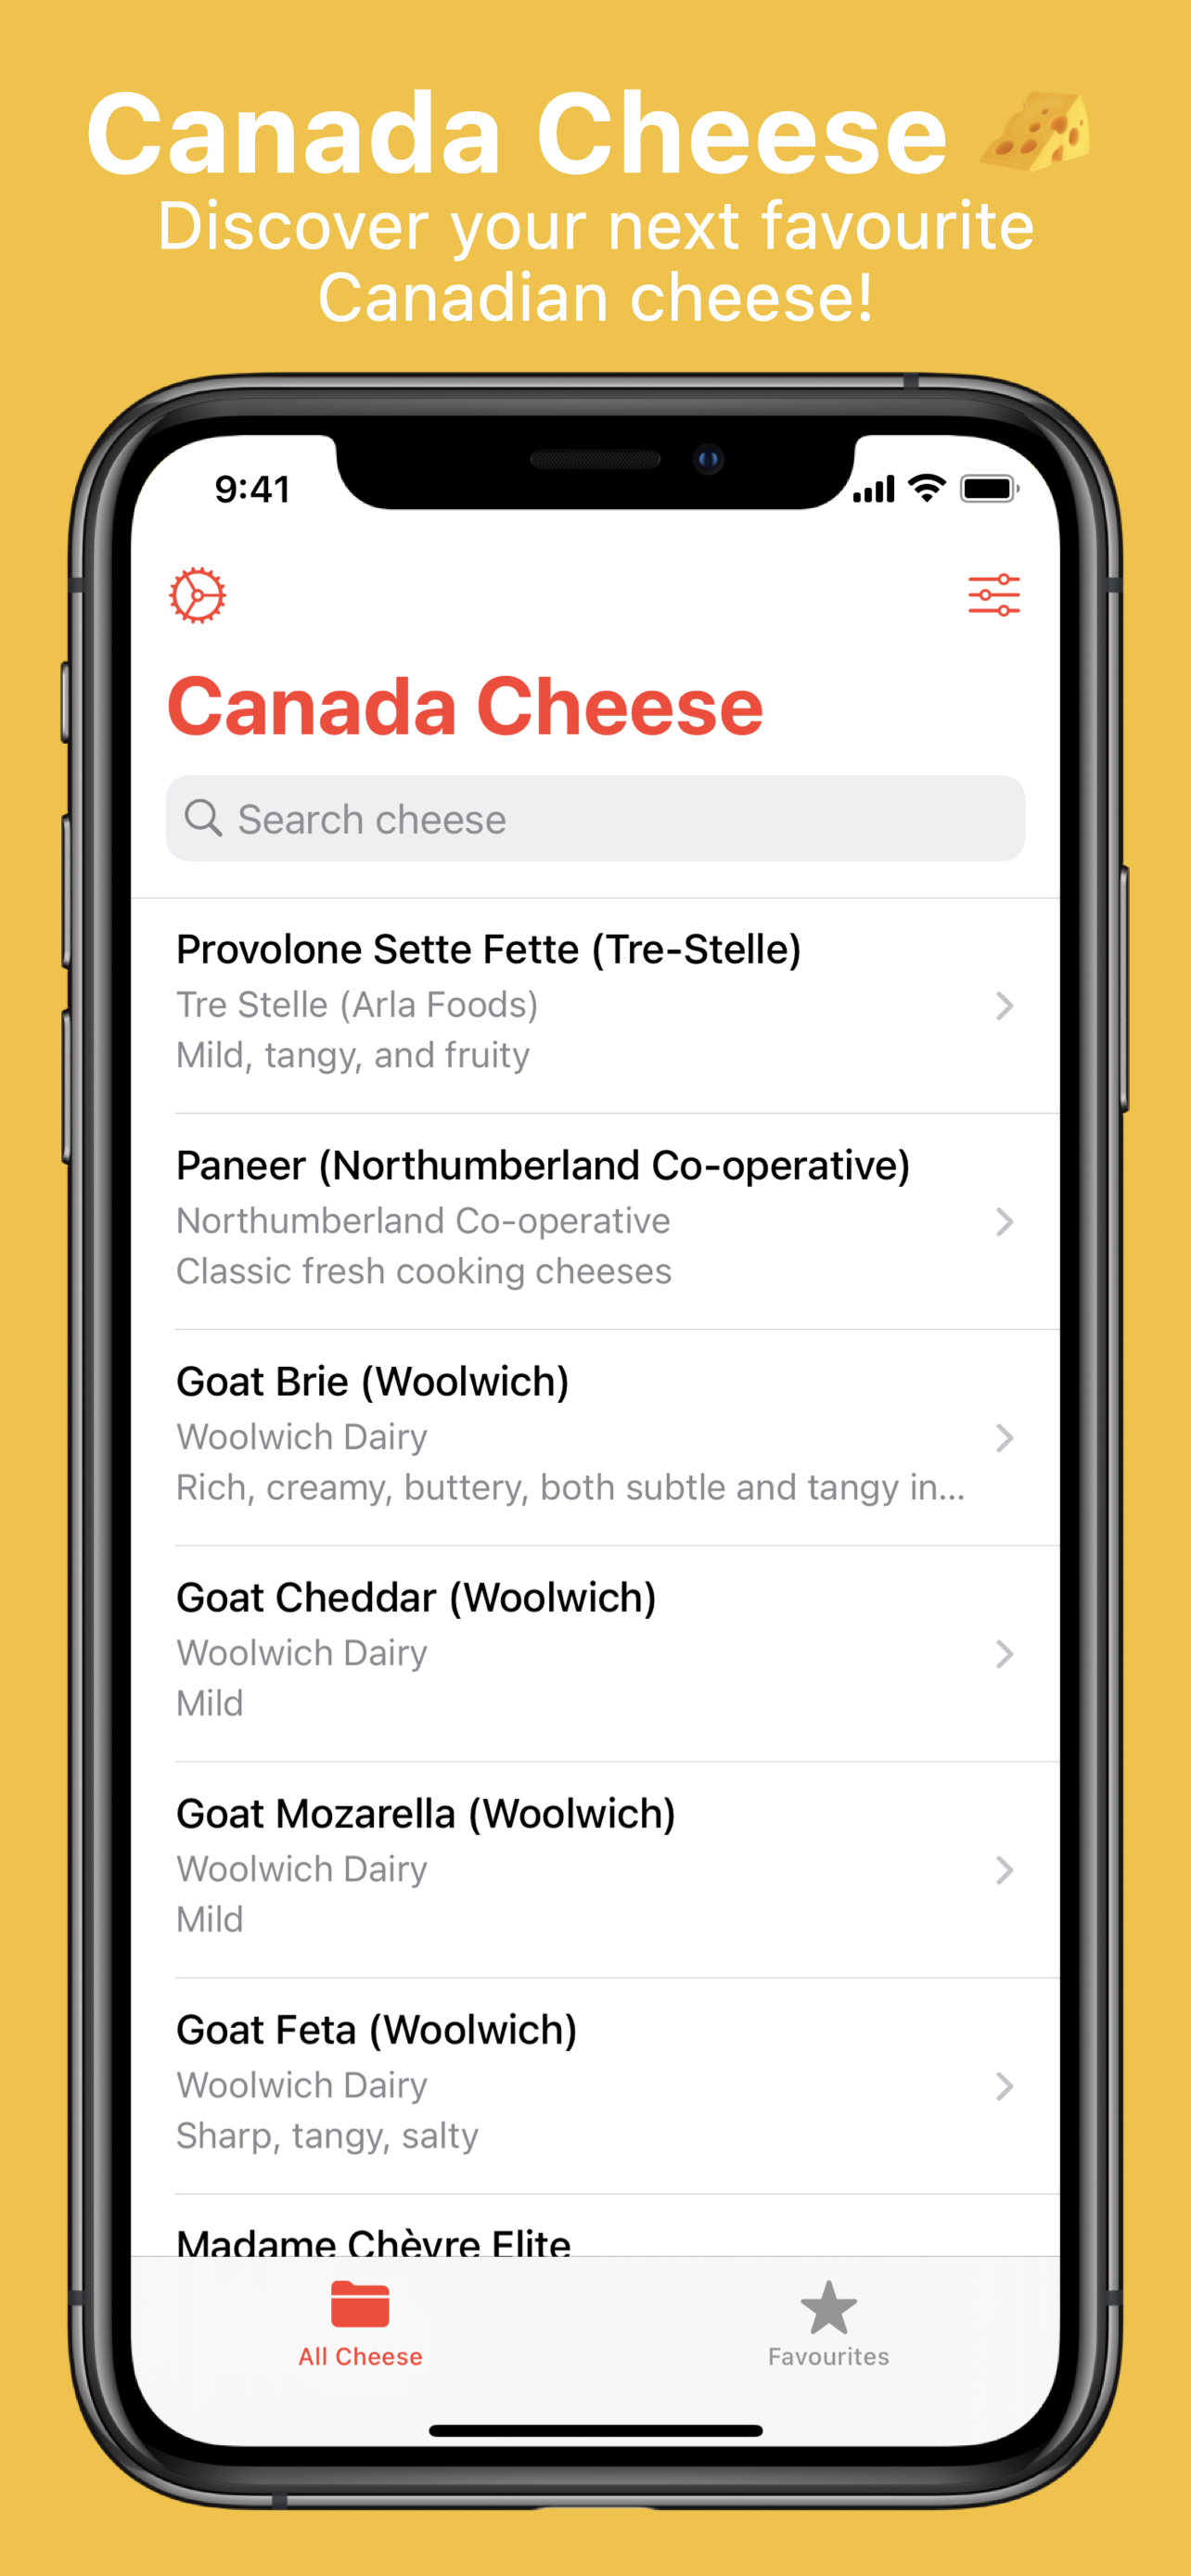 Canada Cheese
Discover your next favourite
Canadian cheese!
9:41
Canada Cheese
Search cheese
Provolone Sette Fette (Tre-Stelle)
Tre Stelle (Arla Foods)
Mild, tangy, and fruity
Paneer (Northumberland Co-operative)
Northumberland Co-operative
Classic fresh cooking cheeses
Goat Brie (Woolwich)
Woolwich Dairy
Rich, creamy, buttery, both subtle and tangy in...
Goat Cheddar (Woolwich)
Woolwich Dairy
Mild
Goat Mozarella (Woolwich)
Woolwich Dairy
Mild
Goat Feta (Woolwich)
Woolwich Dairy
Sharp, tangy, salty
Madame Chèvre Elite
All Cheese
Favourites